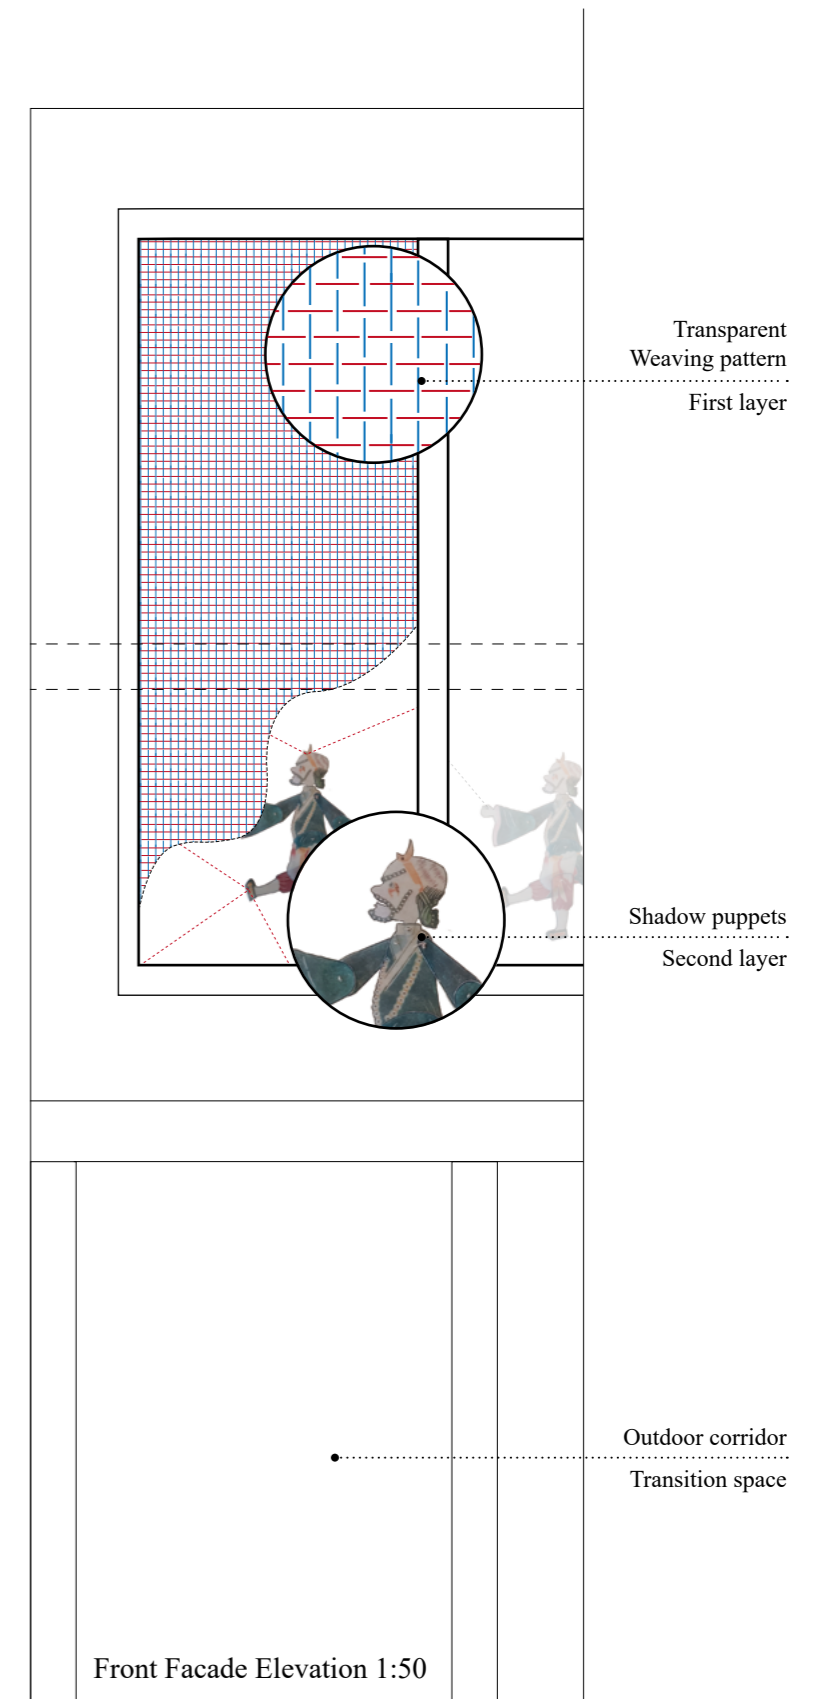 Transparent
Weaving pattern
First layer
Shadow puppets
Second layer
Outdoor corridor
Transition space
Front Facade Elevation 1:50